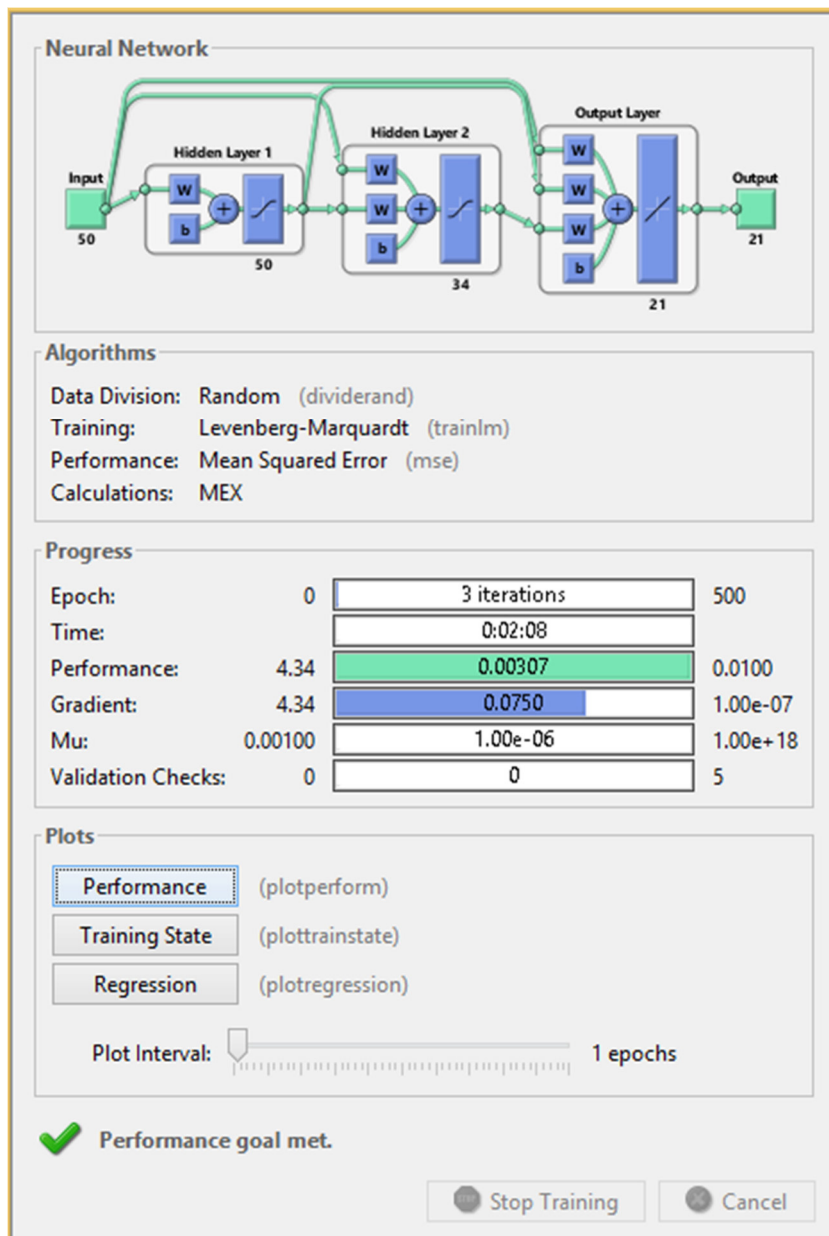 Neural Network
Input
50
Hidden Layer 1
W
b
+
50
Hidden Layer 2
W
W
b
+
34
Output Layer
W
W
W
b
+
21
Output
21
Algorithms
Data Division: Random (dividerand)
Training: Levenberg-Marquardt (trainlm)
Performance: Mean Squared Error (mse)
Calculations: MEX
Progress
Epoch: 0 3 iterations 500
Time: 0:02:08
Performance: 4.34 0.00307 0.0100
Gradient: 4.34 0.0750 1.00e-07
Mu: 0.00100 1.00e-06 1.00e+18
Validation Checks: 0 0 5
Plots
Performance (plotperform)
Training State (plottrainstate)
Regression (plotregression)
Plot Interval: 1 epochs
Performance goal met.
STOP Stop Training Cancel